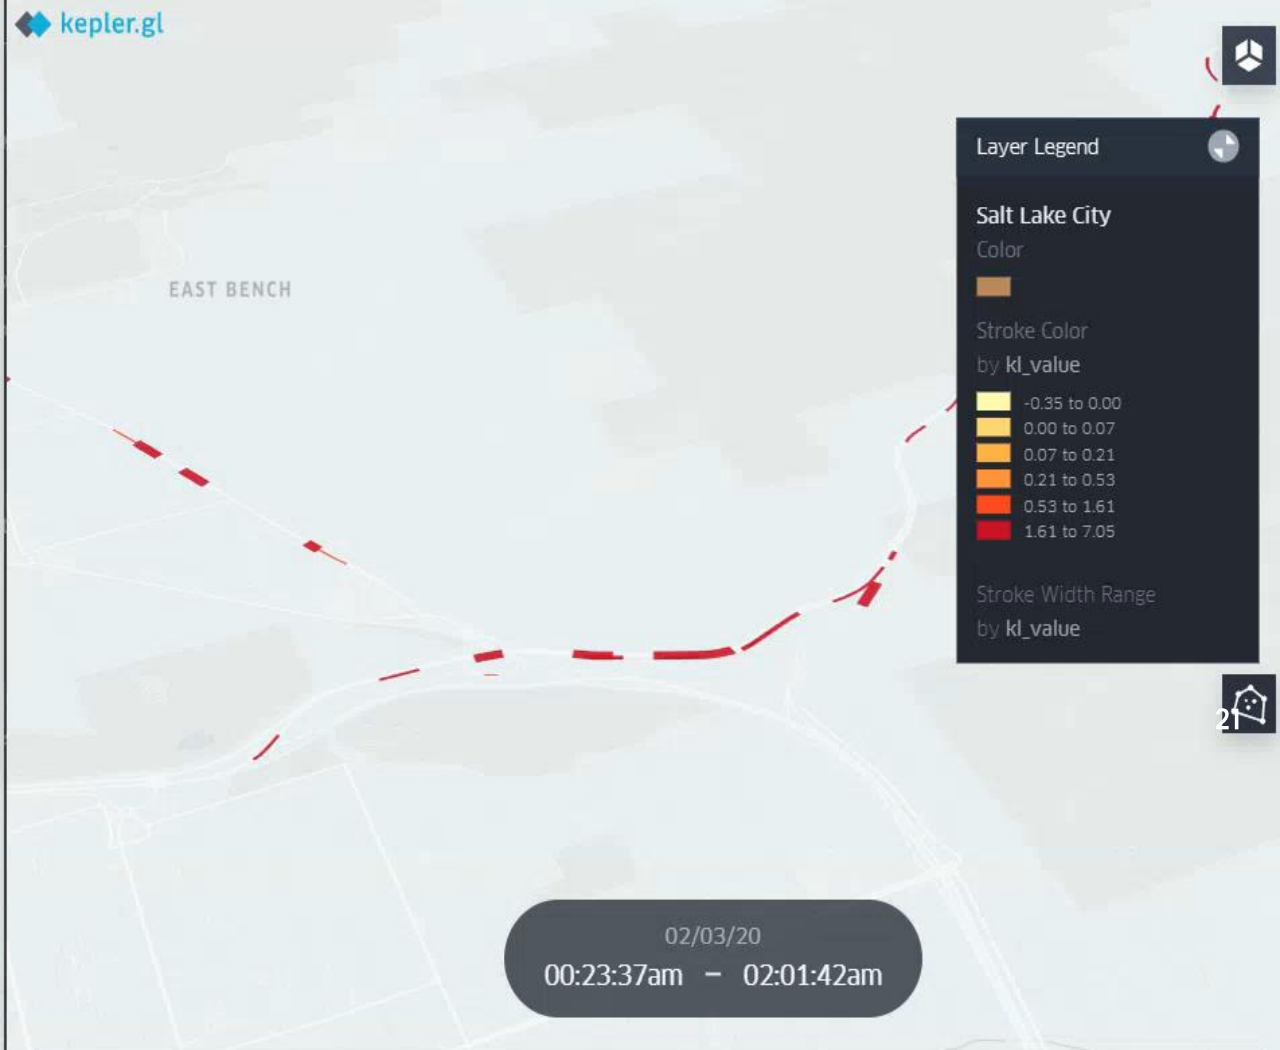 kepler.gl
Layer Legend
Salt Lake City
Color
EAST BENCH
Stroke Color
by kl_value
-0.35 to 0.00
0.00 to 0.07
0.07 to 0.21
0.21 to 0.53
0.53 to 1.61
1.61 to 7.05
Stroke Width Range
by kl_value
21
02/03/20
00:23:37am – 02:01:42am